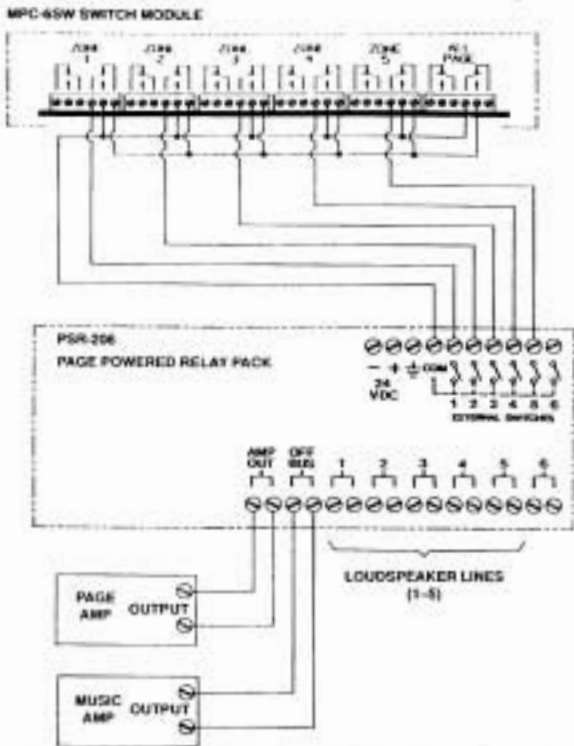 MPC-6SW SWITCH MODULE
ZONE 1 ZONE 2 ZONE 3 ZONE 4 ZONE 5 ALL PAGE
PSR-206
PAGE POWERED RELAY PACK
− + COM
24 VDC
1 2 3 4 5 6
EXTERNAL SWITCHES
AMP OUT OFF BUS 1 2 3 4 5 6
LOUDSPEAKER LINES
(1-5)
PAGE AMP OUTPUT
MUSIC AMP OUTPUT